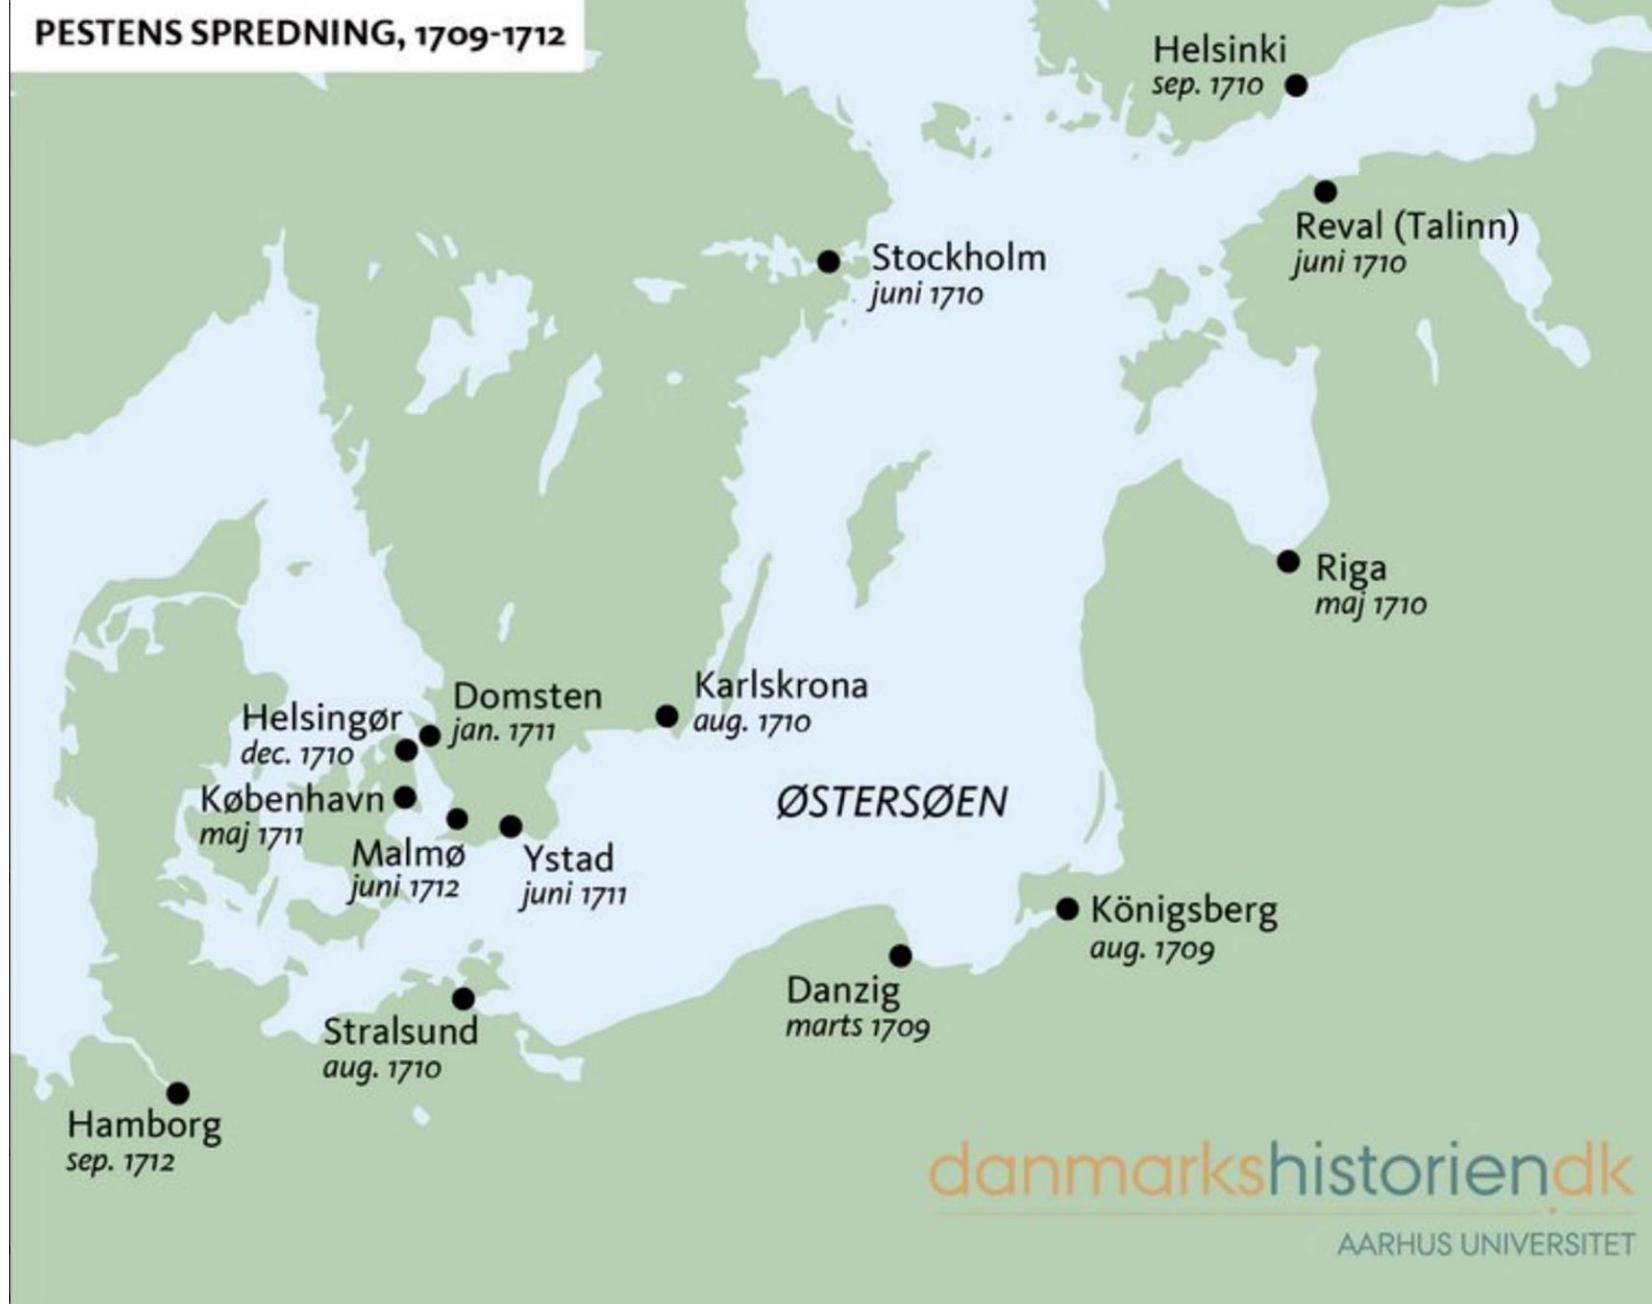 PESTENS SPREDNING, 1709-1712
Helsinki
sep. 1710
Reval (Talinn)
juni 1710
Stockholm
juni 1710
Riga
maj 1710
Karlskrona
aug. 1710
Domsten
jan. 1711
Helsingør
dec. 1710
København
maj 1711
Malmø
juni 1712
Ystad
juni 1711
ØSTERSØEN
Königsberg
aug. 1709
Danzig
marts 1709
Stralsund
aug. 1710
Hamborg
sep. 1712
danmarkshistoriendk
AARHUS UNIVERSITET